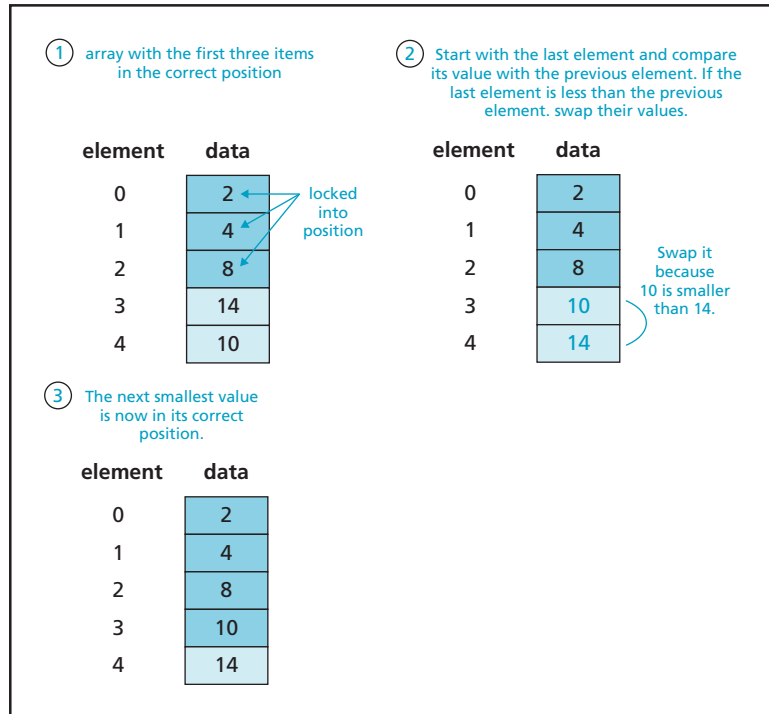 1 array with the first three items
in the correct position
element data
0 2
1 4
2 8
3 14
4 10
locked
into
position
2 Start with the last element and compare
its value with the previous element. If the
last element is less than the previous
element. swap their values.
element data
0 2
1 4
2 8
3 10
4 14
Swap it
because
10 is smaller
than 14.
3 The next smallest value
is now in its correct
position.
element data
0 2
1 4
2 8
3 10
4 14